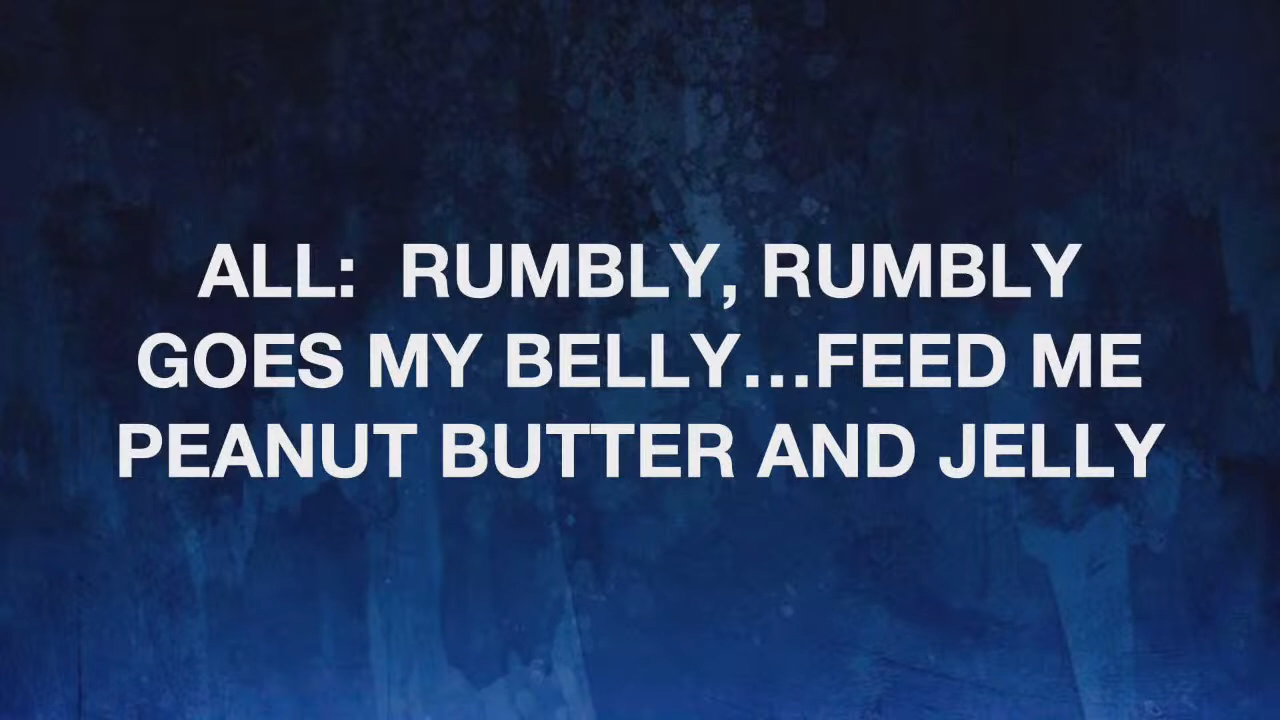 ALL:  RUMBLY, RUMBLY
GOES MY BELLY...FEED ME
PEANUT BUTTER AND JELLY